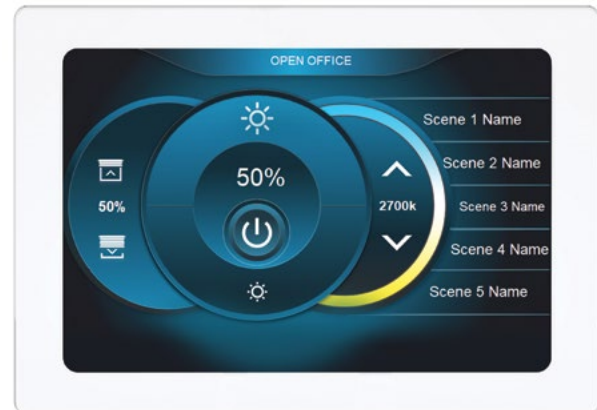 OPEN OFFICE
50%
50%
2700k
Scene 1 Name
Scene 2 Name
Scene 3 Name
Scene 4 Name
Scene 5 Name